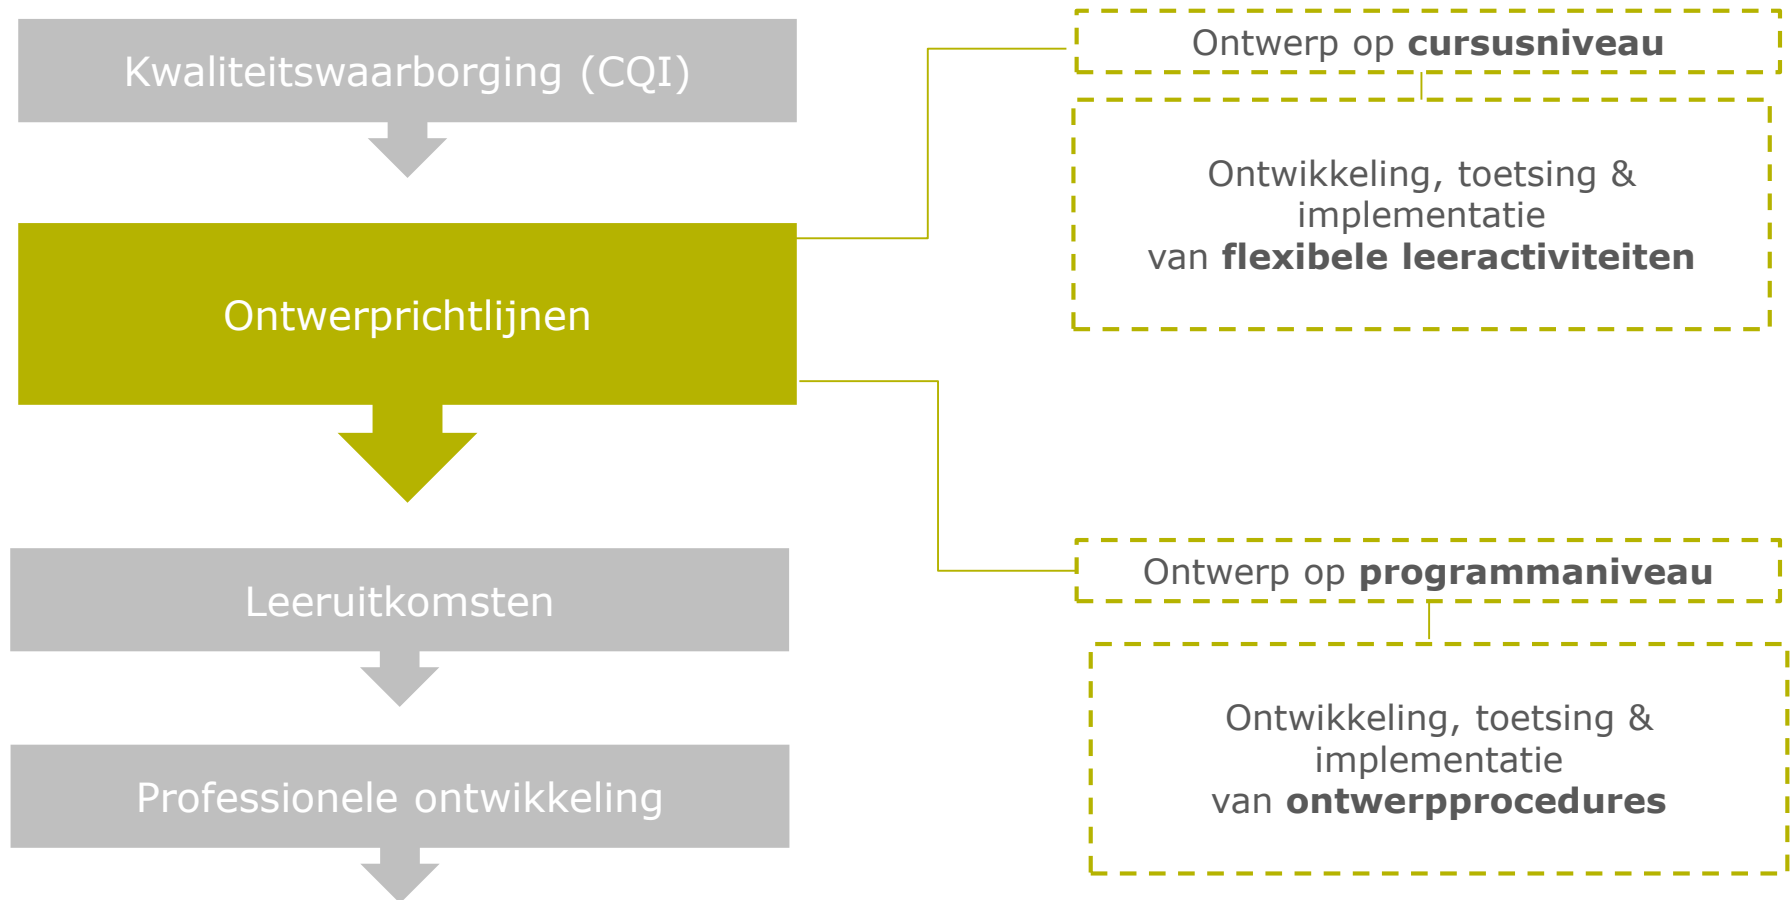 Kwaliteitswaarborging (CQI)
Ontwerprichtlijnen
Leeruitkomsten
Professionele ontwikkeling
Ontwerp op cursusniveau
Ontwikkeling, toetsing &
implementatie
van flexibele leeractiviteiten
Ontwerp op programmaniveau
Ontwikkeling, toetsing &
implementatie
van ontwerpprocedures